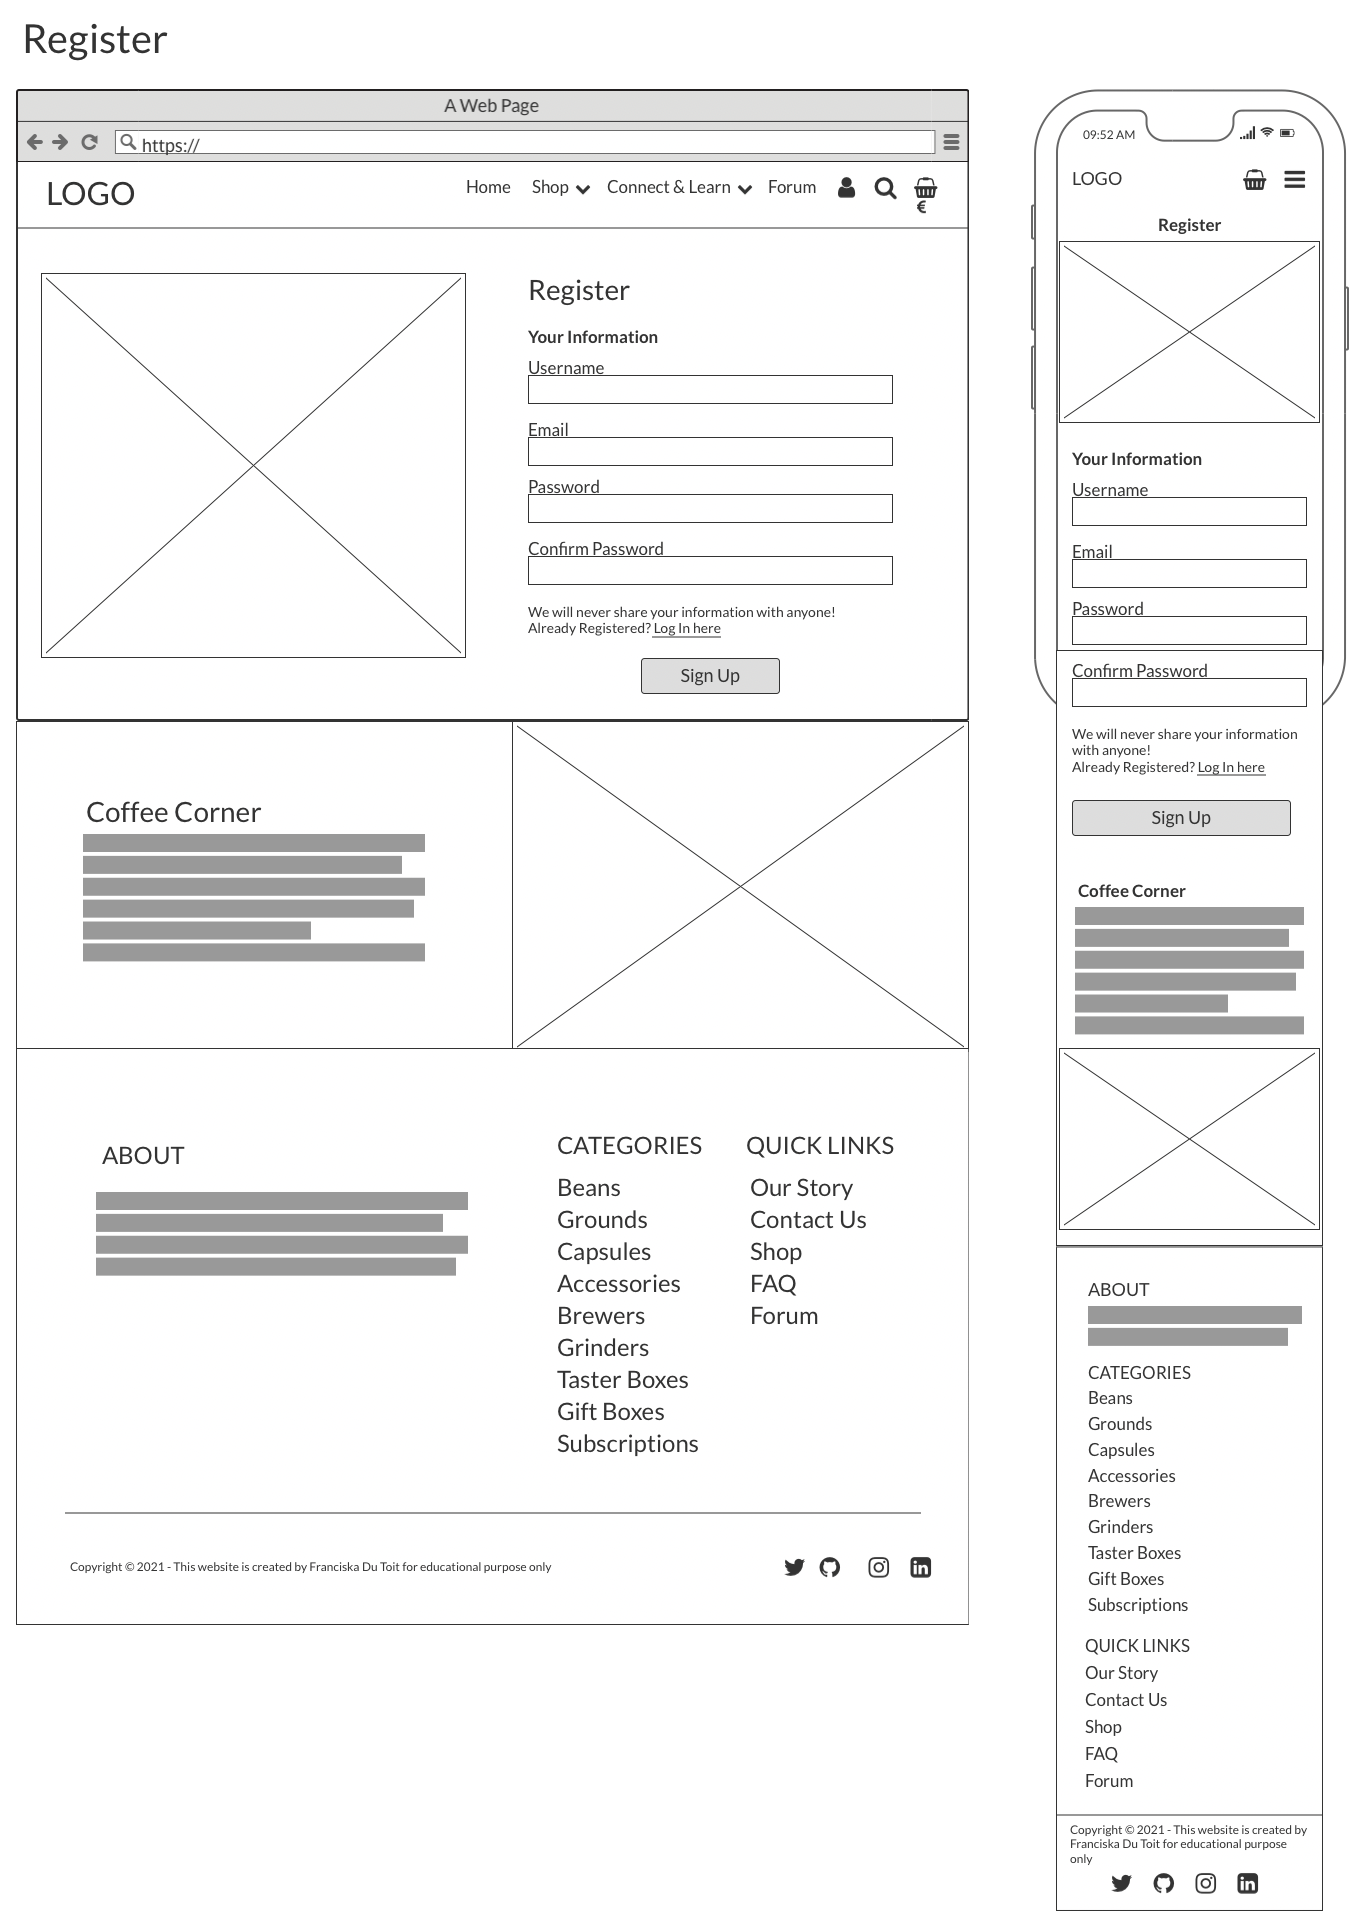 Register
A Web Page
https://
LOGO
Home Shop Connect & Learn Forum
€
Register
Your Information
Username
Email
Password
Confirm Password
We will never share your information with anyone!
Already Registered? Log In here
Sign Up
Coffee Corner
ABOUT
CATEGORIES
Beans
Grounds
Capsules
Accessories
Brewers
Grinders
Taster Boxes
Gift Boxes
Subscriptions
QUICK LINKS
Our Story
Contact Us
Shop
FAQ
Forum
Copyright © 2021 - This website is created by Franciska Du Toit for educational purpose only
in
09:52 AM
LOGO
Register
Your Information
Username
Email
Password
Confirm Password
We will never share your information
with anyone!
Already Registered? Log In here
Sign Up
Coffee Corner
ABOUT
CATEGORIES
Beans
Grounds
Capsules
Accessories
Brewers
Grinders
Taster Boxes
Gift Boxes
Subscriptions
QUICK LINKS
Our Story
Contact Us
Shop
FAQ
Forum
Copyright © 2021 - This website is created by
Franciska Du Toit for educational purpose
only
in